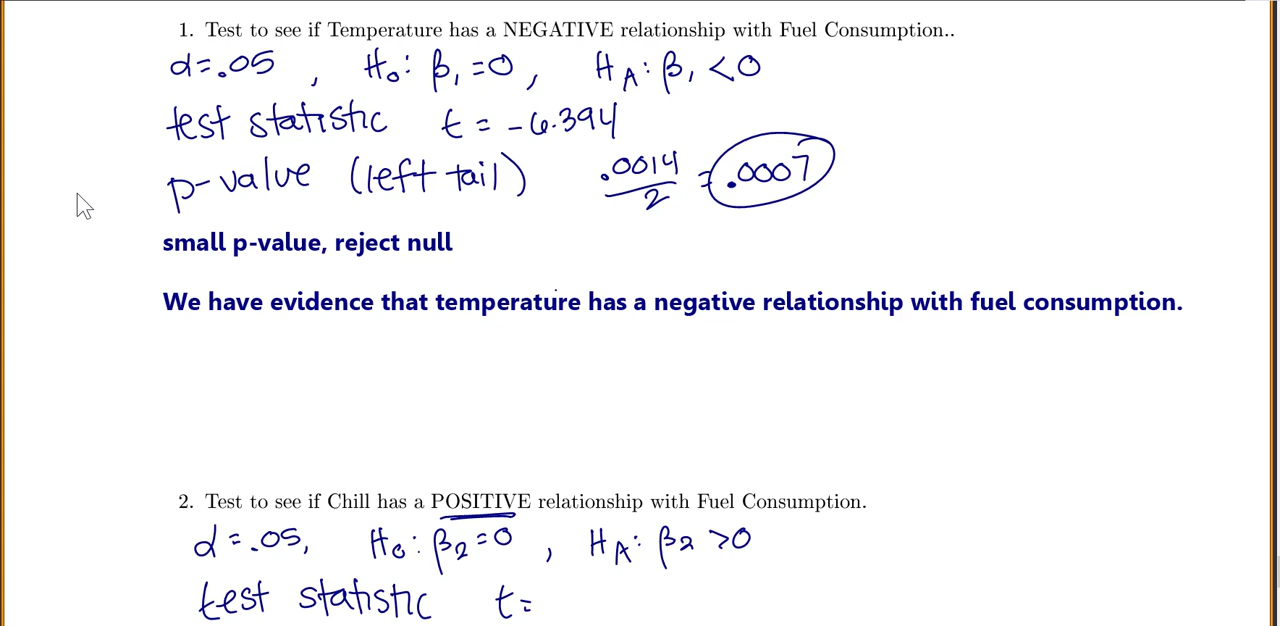 1. Test to see if Temperature has a NEGATIVE relationship with Fuel Consumption..
α=.05, H₀: β₁=0, H_A: β₁<0
test statistic t = -6.394
p-value (left tail) .0014/2 = .0007
small p-value, reject null
We have evidence that temperature has a negative relationship with fuel consumption.
2. Test to see if Chill has a POSITIVE relationship with Fuel Consumption.
α=.05, H₀: β₂=0, H_A: β₂>0
test statistic t=